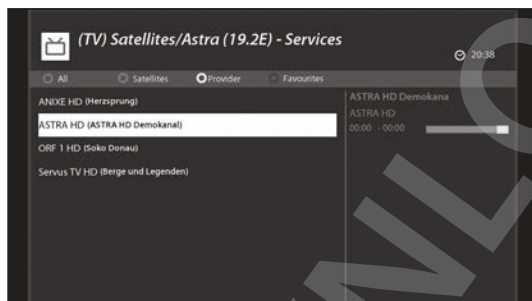 (TV) Satellites/Astra (19.2E) - Services
20:38
All Satellites Provider Favourites
ANIXE HD (Herzsprung)
ASTRA HD (ASTRA HD Demokanal)
ORF 1 HD (Soko Donau)
Servus TV HD (Berge und Legenden)
ASTRA HD Demokana
ASTRA HD
00:00 - 00:00